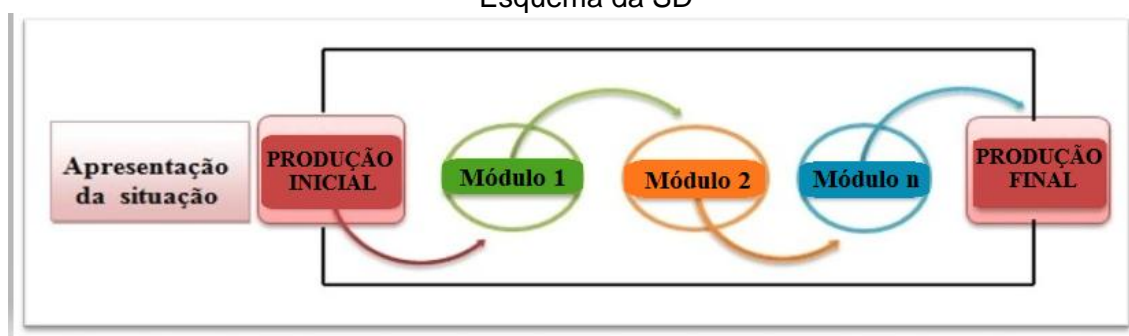 Esquema da SD
Apresentação
da situação
PRODUÇÃO
INICIAL
Módulo 1
Módulo 2
Módulo n
PRODUÇÃO
FINAL